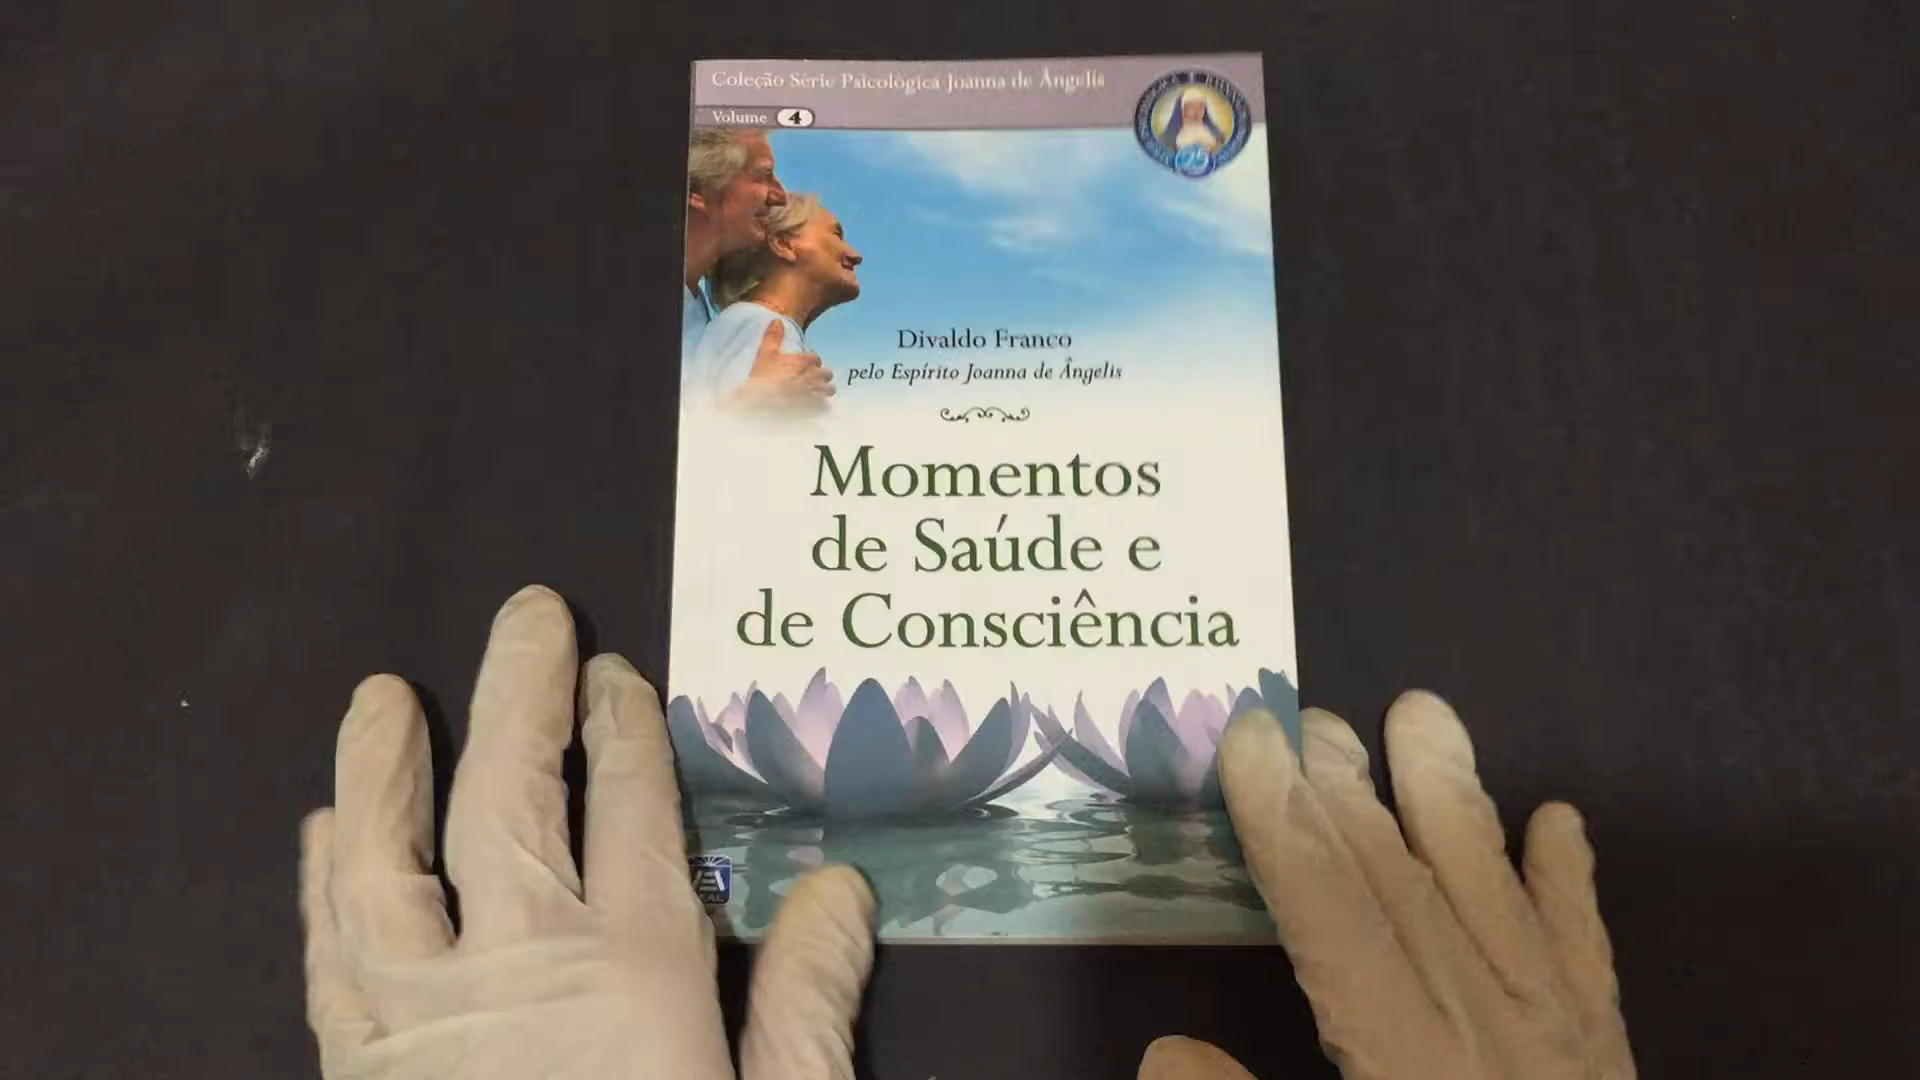 Coleção Série Psicológica Joanna de Ângelis
Volume 4
Divaldo Franco
pelo Espírito Joanna de Ângelis
Momentos
de Saúde e
de Consciência